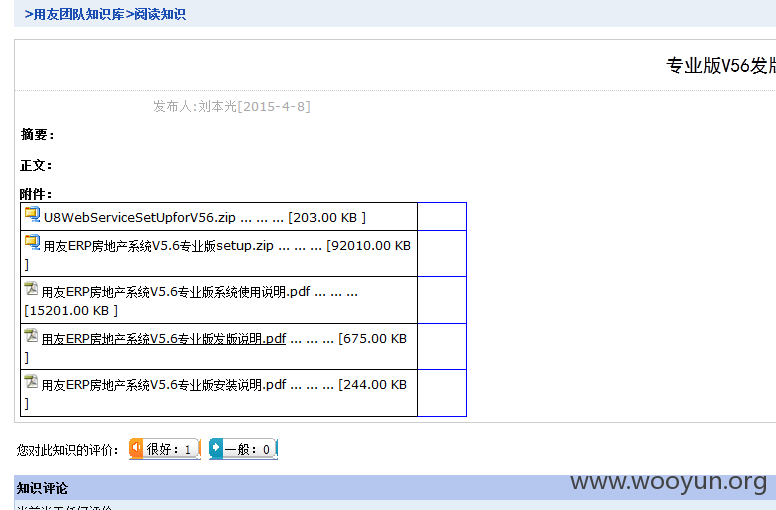 >用友团队知识库>阅读知识
专业版V56发版
发布人:刘本光[2015-4-8]
摘要：
正文：
附件：
U8WebServiceSetUpforV56.zip ... ... ... [203.00 KB ]
用友ERP房地产系统V5.6专业版setup.zip ... ... ... [92010.00 KB
]
用友ERP房地产系统V5.6专业版系统使用说明.pdf ... ... ...
[15201.00 KB ]
用友ERP房地产系统V5.6专业版发版说明.pdf ... ... ... [675.00 KB
]
用友ERP房地产系统V5.6专业版安装说明.pdf ... ... ... [244.00 KB
]
您对此知识的评价： 很好：1 一般：0
知识评论
www.wooyun.org